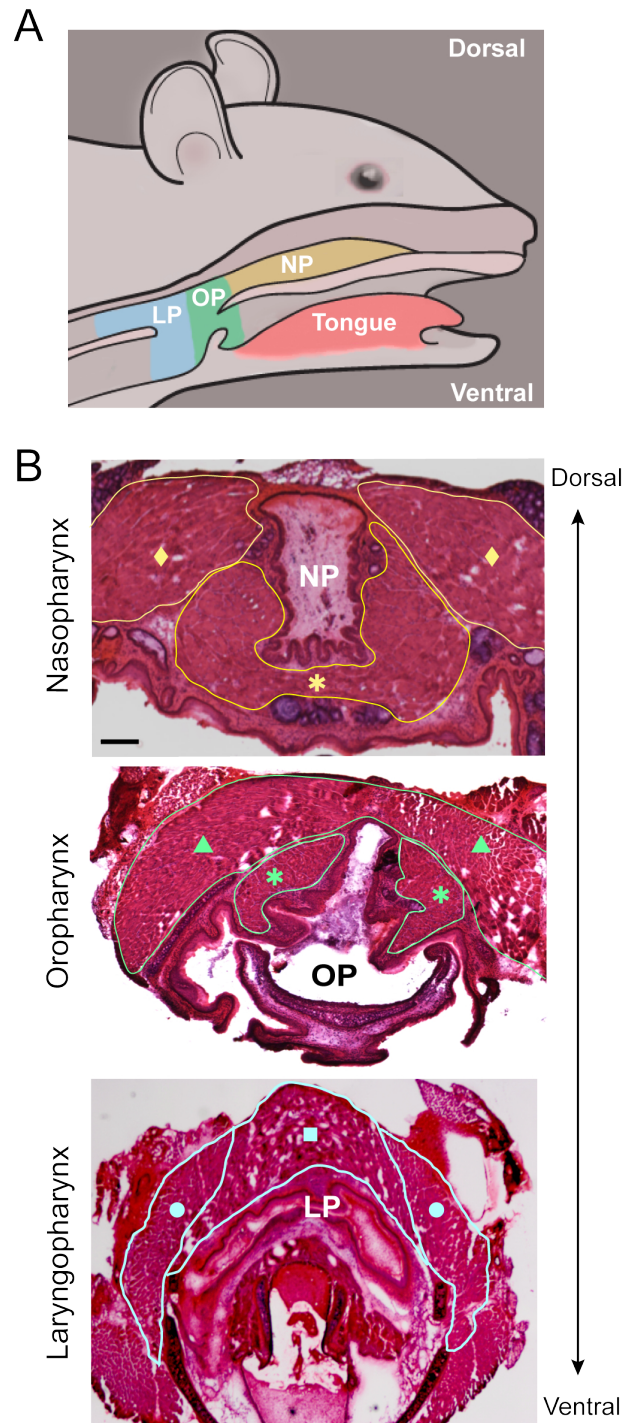 A
Dorsal
NP
OP
LP
Tongue
Ventral
B
Dorsal
Nasopharynx
NP
*
Oropharynx
*
*
OP
Laryngopharynx
LP
Ventral